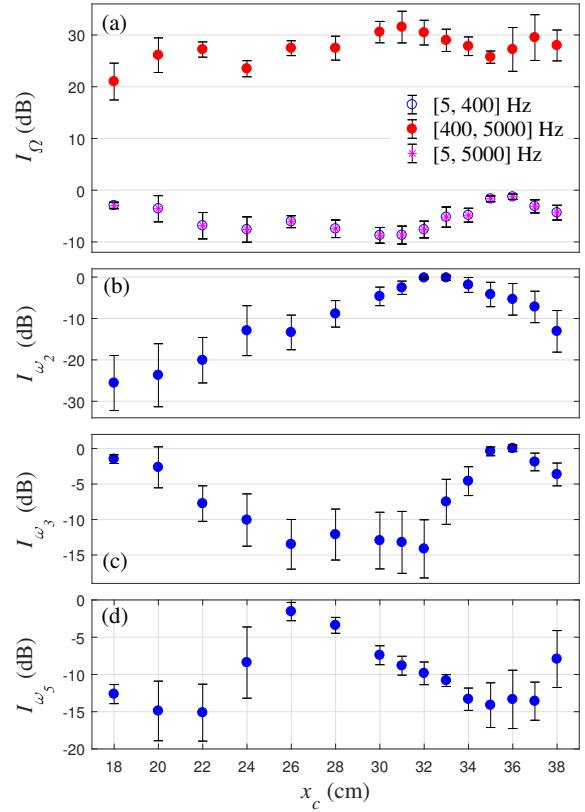 (a)
30
20
10
0
-10
I_Ω (dB)
[5, 400] Hz
[400, 5000] Hz
[5, 5000] Hz
(b)
0
-10
-20
-30
I_ω₂ (dB)
0
-5
-10
-15
(c)
I_ω₃ (dB)
(d)
0
-5
-10
-15
-20
I_ω₅ (dB)
18 20 22 24 26 28 30 32 34 36 38
x_c (cm)